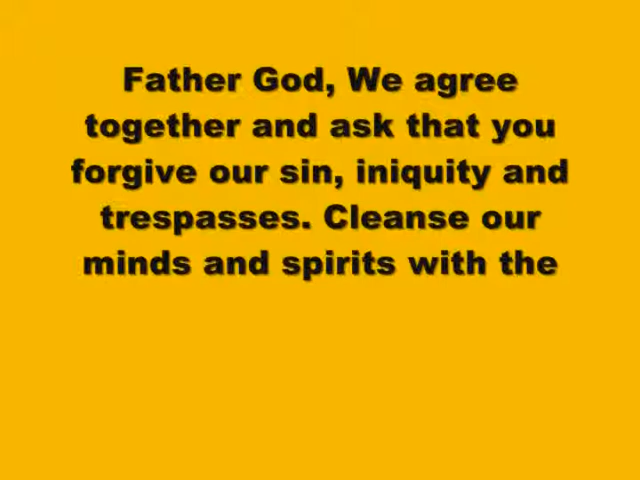 Father God, We agree
together and ask that you
forgive our sin, iniquity and
trespasses. Cleanse our
minds and spirits with the